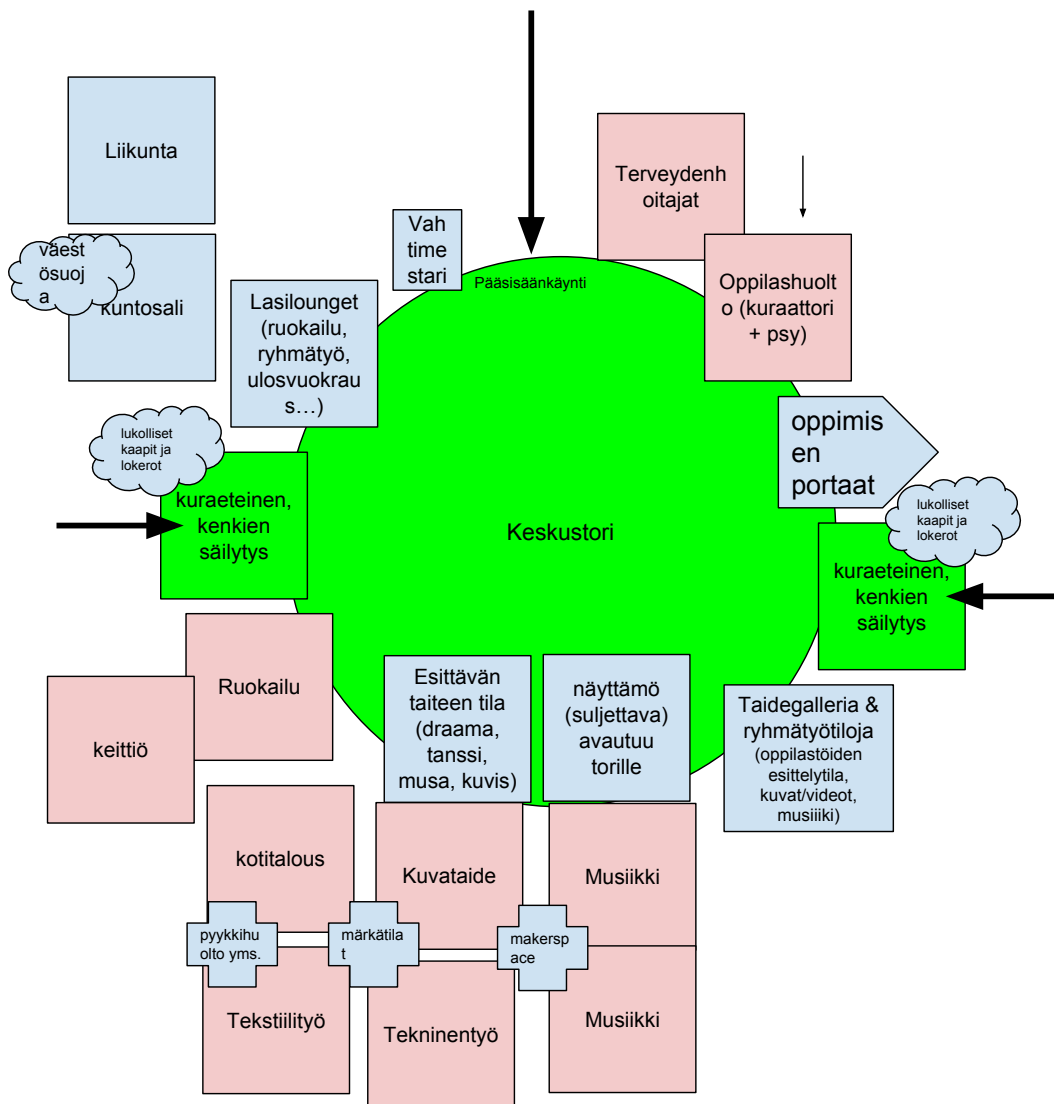 Liikunta
väest
ösuoj
a
kuntosali
Vah
time
stari
Pääsisäänkäynti
Terveydenh
oitajat
Oppilashuolt
o (kuraattori
+ psy)
Lasilounget
(ruokailu,
ryhmätyö,
ulosvuokrau
s…)
oppimis
en
portaat
lukolliset
kaapit ja
lokerot
kuraeteinen,
kenkien
säilytys
Keskustori
lukolliset
kaapit ja
lokerot
kuraeteinen,
kenkien
säilytys
Ruokailu
keittiö
Esittävän
taiteen tila
(draama,
tanssi,
musa, kuvis)
näyttämö
(suljettava)
avautuu
torille
Taidegalleria &
ryhmätyötiloja
(oppilastöiden
esittelytila,
kuvat/videot,
musiiiki)
kotitalous
Kuvataide
Musiikki
pyykkihu
olto yms.
märkätila
t
makersp
ace
Tekstiilityö
Tekninentyö
Musiikki